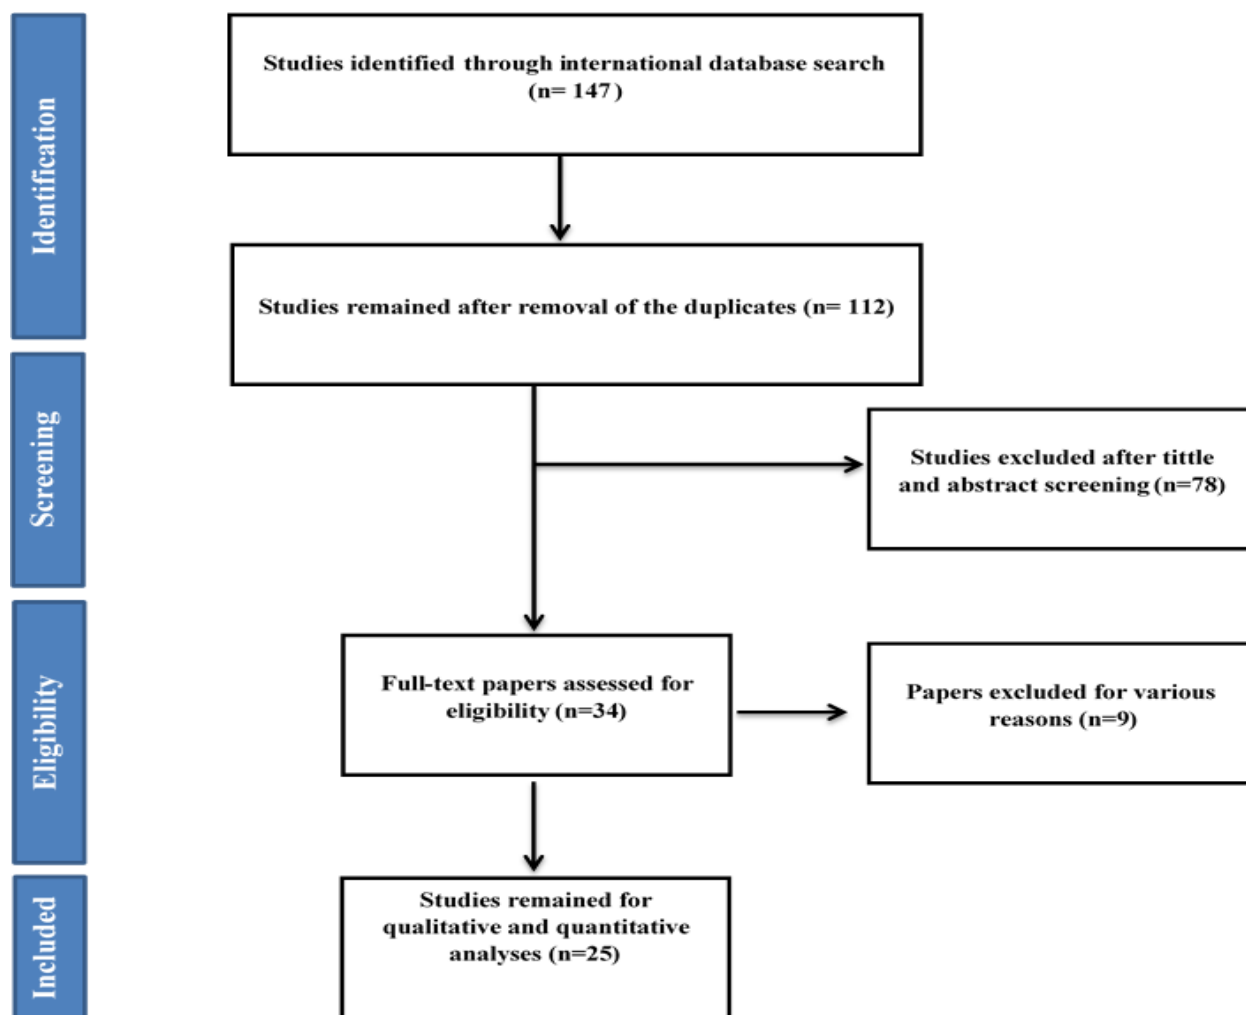 Identification
Studies identified through international database search
(n= 147)
Studies remained after removal of the duplicates (n= 112)
Screening
Studies excluded after tittle
and abstract screening (n=78)
Eligibility
Full-text papers assessed for
eligibility (n=34)
Papers excluded for various
reasons (n=9)
Included
Studies remained for
qualitative and quantitative
analyses (n=25)